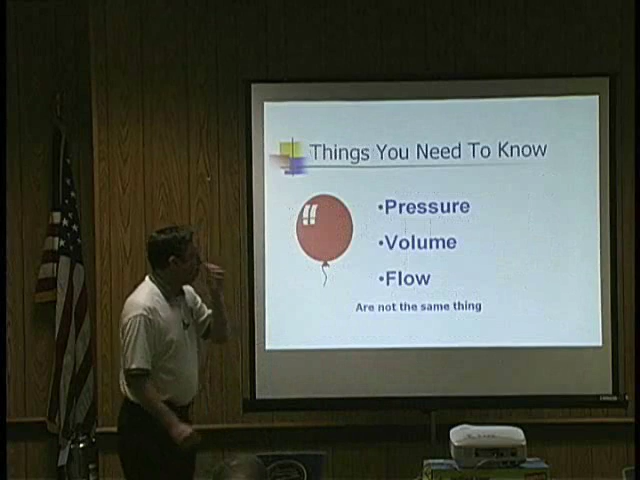 Things You Need To Know
•Pressure
•Volume
•Flow
Are not the same thing